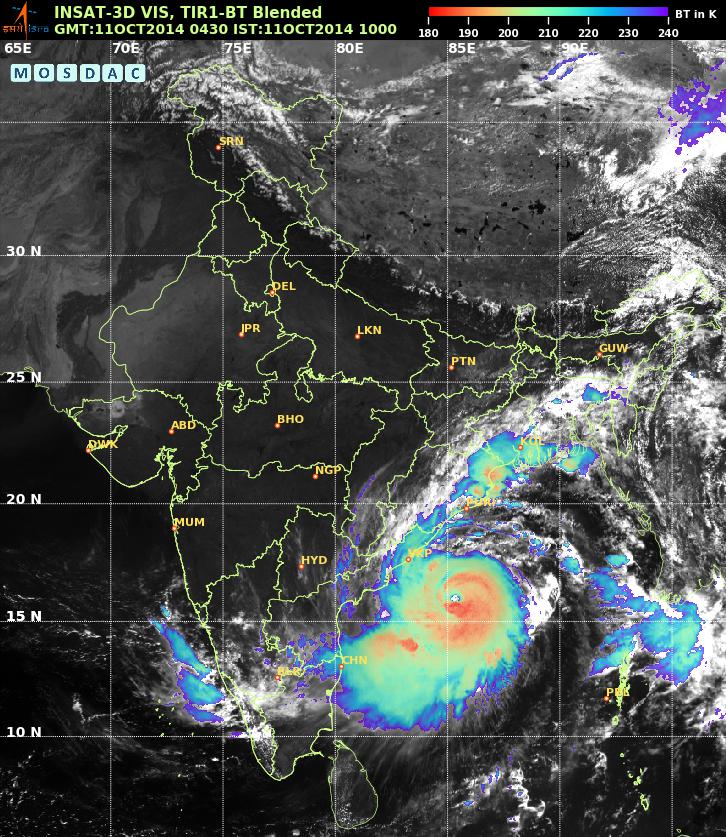 INSAT-3D VIS, TIR1-BT Blended
GMT:11OCT2014 0430 IST:11OCT2014 1000
BT in K
180 190 200 210 220 230 240
65E 70E 75E 80E 85E 90E
MOSDAC
SRN
30 N
DEL
JPR
LKN
GUW
PTN
25 N
ABD
BHO
DWK
KOL
NGP
20 N
MUM
VKP
HYD
15 N
CHN
PBL
10 N